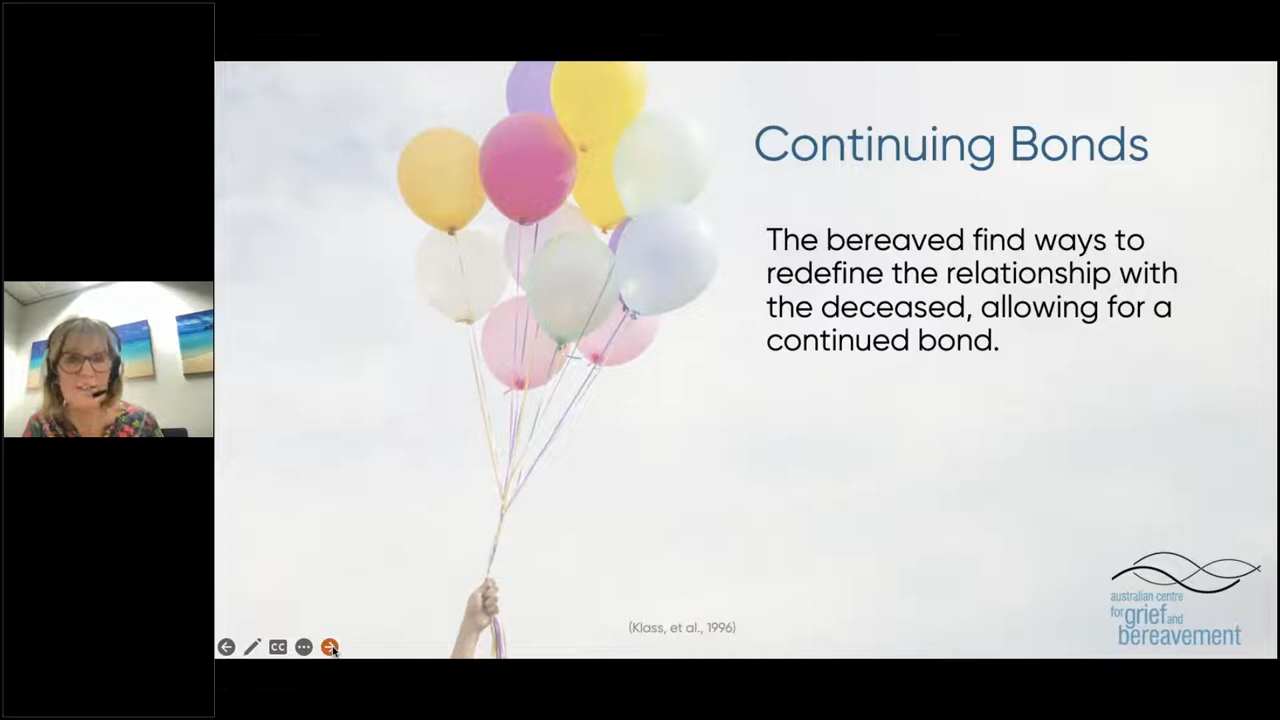 Continuing Bonds
The bereaved find ways to
redefine the relationship with
the deceased, allowing for a
continued bond.
(Klass, et al., 1996)
australian centre
for grief and
bereavement
CC